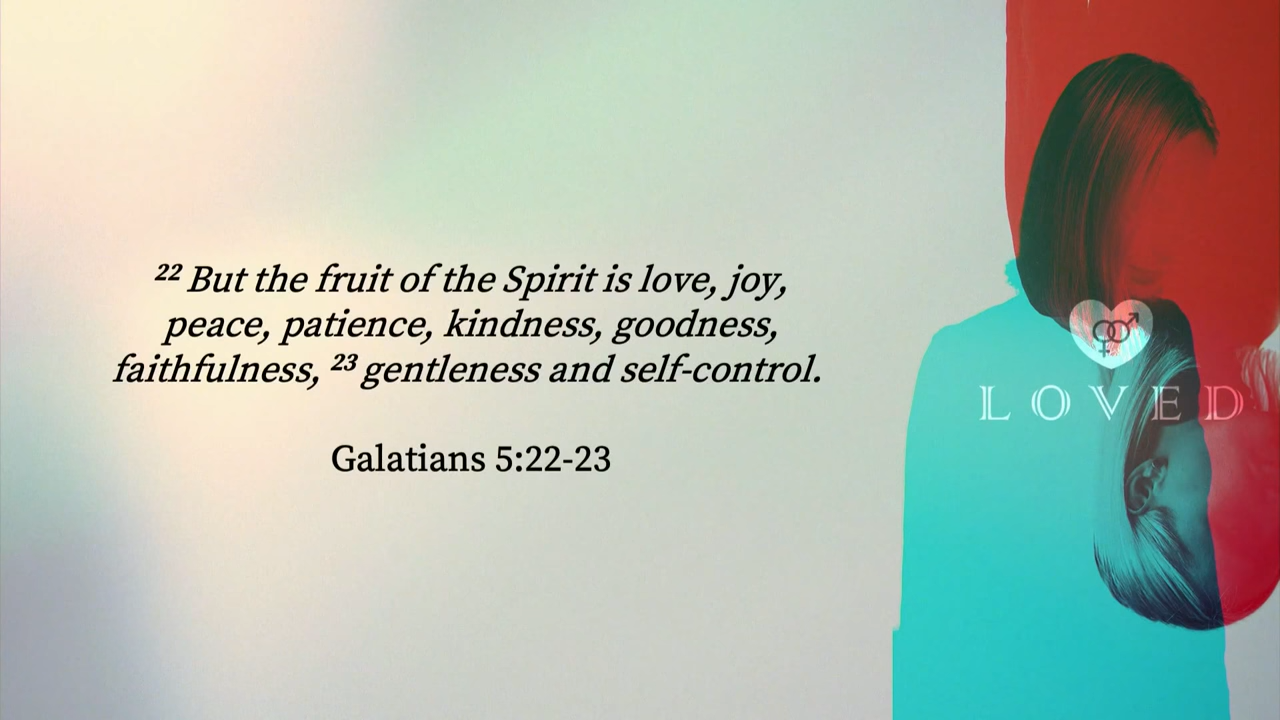 ²² But the fruit of the Spirit is love, joy,
peace, patience, kindness, goodness,
faithfulness, ²³ gentleness and self-control.
Galatians 5:22-23
LOVED